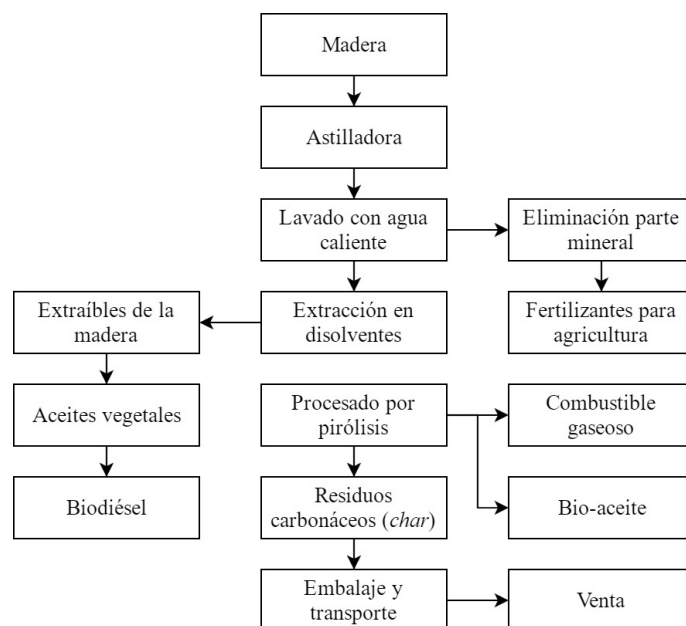 Madera
Astilladora
Lavado con agua
caliente
Eliminación parte
mineral
Extraíbles de la
madera
Extracción en
disolventes
Fertilizantes para
agricultura
Aceites vegetales
Procesado por
pirólisis
Combustible
gaseoso
Biodiésel
Residuos
carbonáceos (char)
Bio-aceite
Embalaje y
transporte
Venta